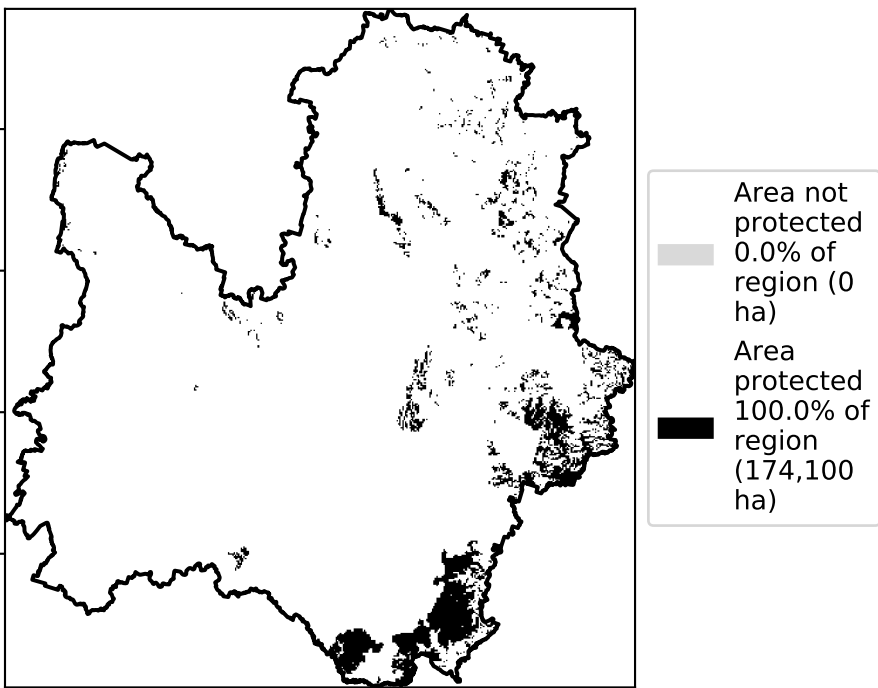 Area not
protected
0.0% of
region (0
ha)
Area
protected
100.0% of
region
(174,100
ha)